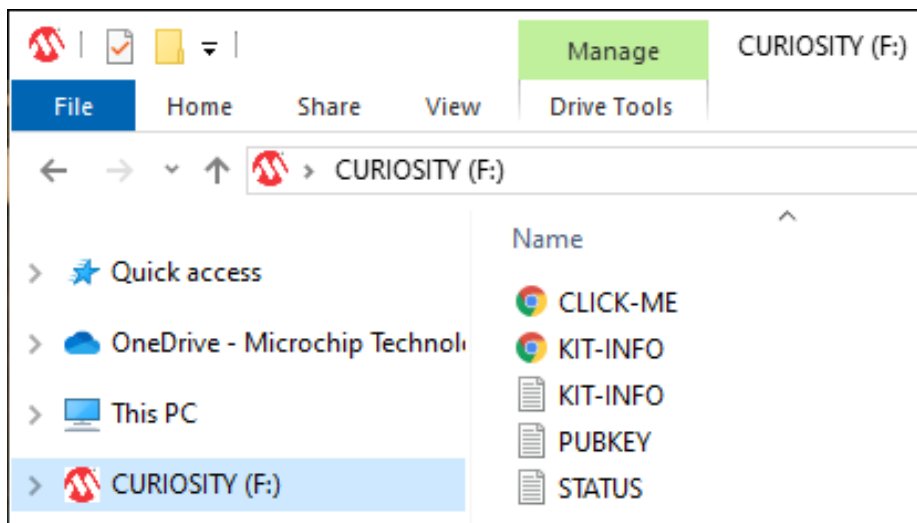 Manage CURIOSITY (F:)
File Home Share View Drive Tools
CURIOSITY (F:)
Name
Quick access
OneDrive - Microchip Technol
This PC
CURIOSITY (F:)
CLICK-ME
KIT-INFO
KIT-INFO
PUBKEY
STATUS